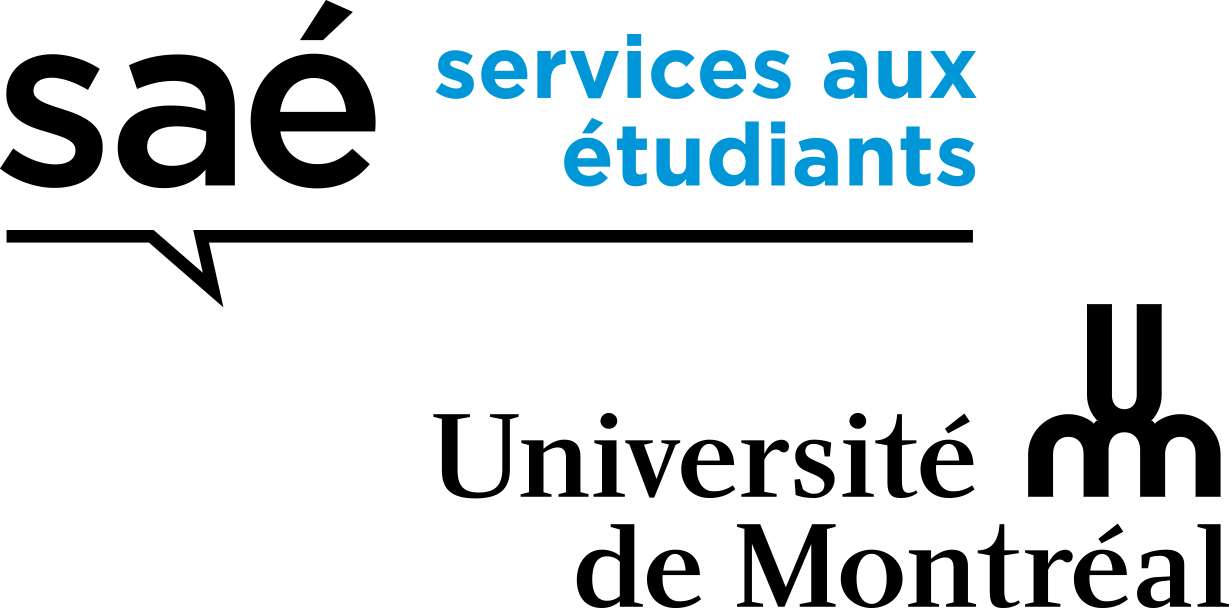 saé
services aux
étudiants
Université
de Montréal